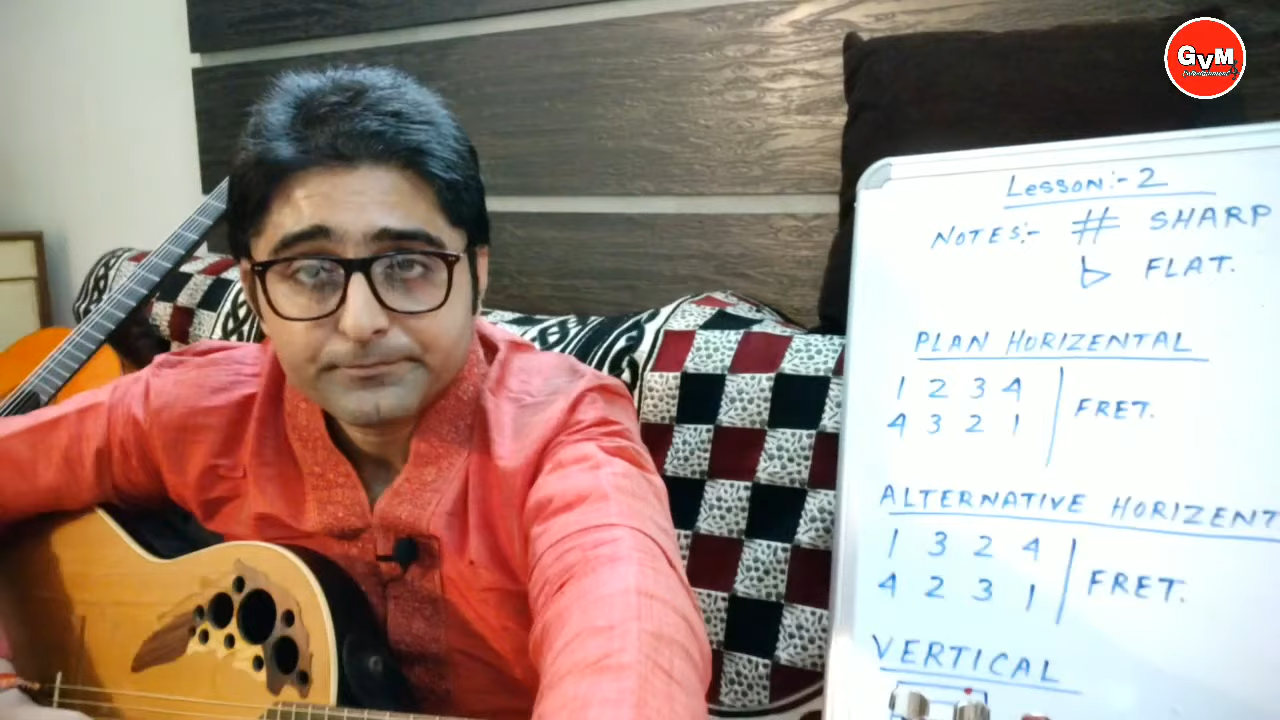 GVM
Entertainment
Lesson:- 2
NOTES:- # SHARP
b FLAT.
PLAN HORIZENTAL
1 2 3 4
FRET.
4 3 2 1
ALTERNATIVE HORIZENT
1 3 2 4
FRET.
4 2 3 1
VERTICAL